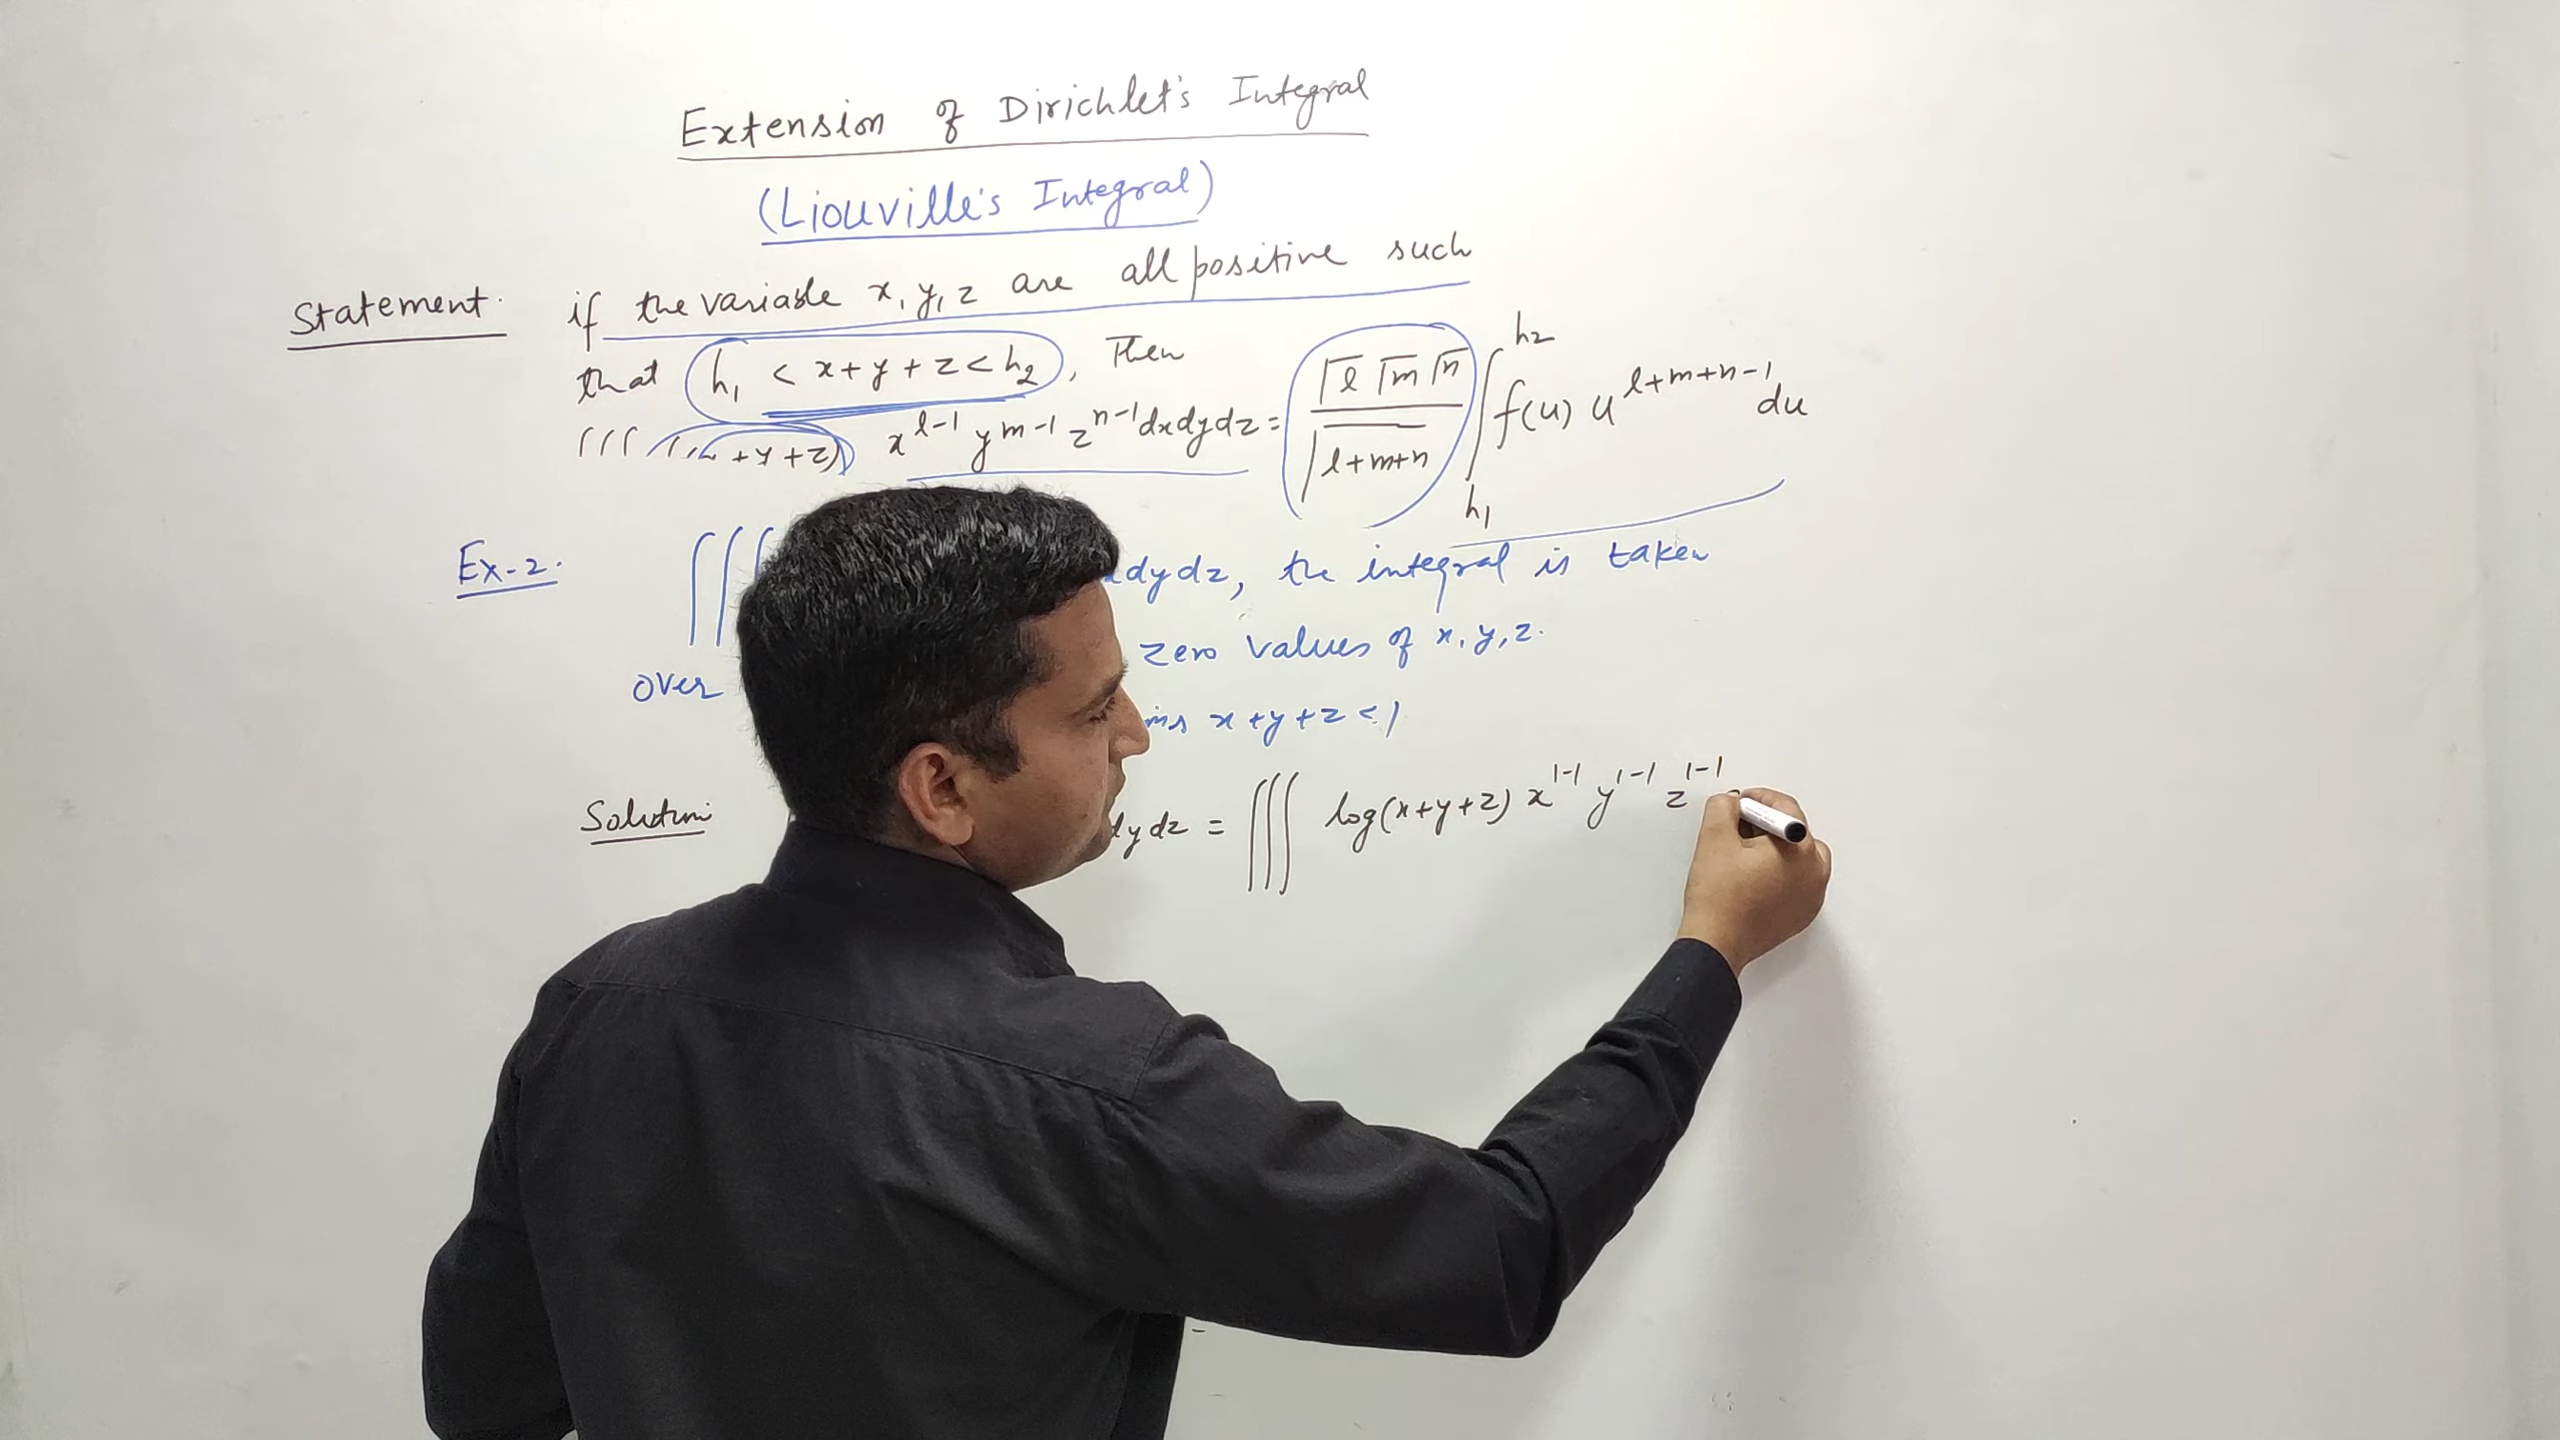 Extension of Dirichlet's Integral
(Liouville's Integral)
Statement. if the variable x, y, z are all positive such
that h₁ < x+y+z < h₂, Then
∭ +y+z) x^{l-1} y^{m-1} z^{n-1} dxdydz = \frac{Γl Γm Γn}{Γl+m+n} ∫_{h₁}^{h₂} f(u) u^{l+m+n-1} du
Ex-2. ∭ dydz, the integral is taken
over zero values of x, y, z.
x+y+z<1
Solution dydz = ∭ log(x+y+z) x^{1-1} y^{1-1} z^{1-1}